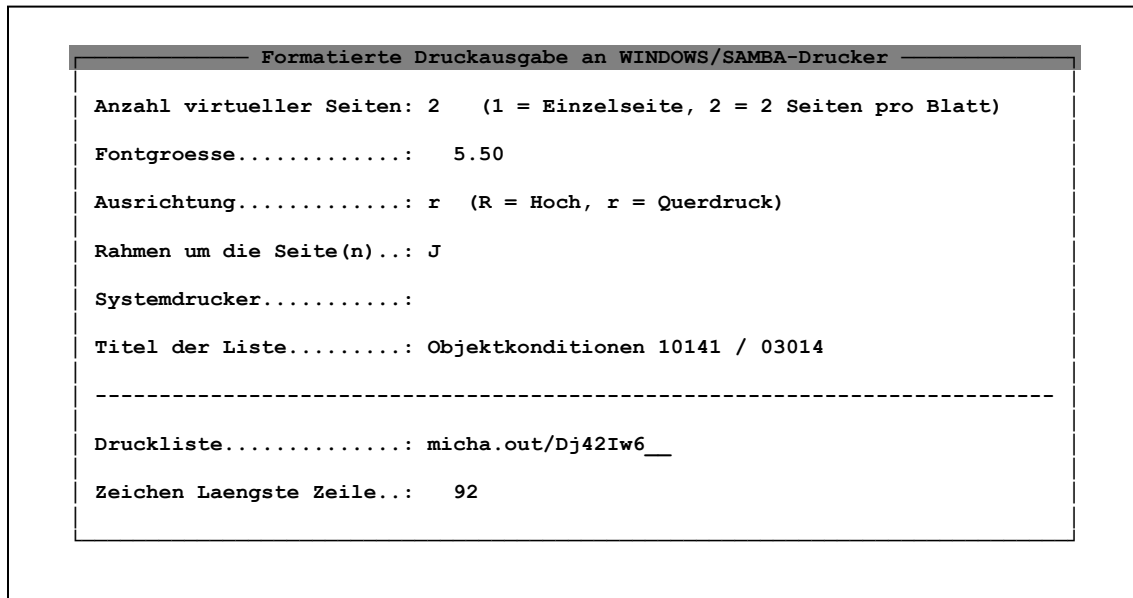 Formatierte Druckausgabe an WINDOWS/SAMBA-Drucker
Anzahl virtueller Seiten: 2   (1 = Einzelseite, 2 = 2 Seiten pro Blatt)
Fontgroesse.............:   5.50
Ausrichtung.............: r  (R = Hoch, r = Querdruck)
Rahmen um die Seite(n)..: J
Systemdrucker...........:
Titel der Liste.........: Objektkonditionen 10141 / 03014
---------------------------------------------------------------------------
Druckliste..............: micha.out/Dj42Iw6__
Zeichen Laengste Zeile..:   92